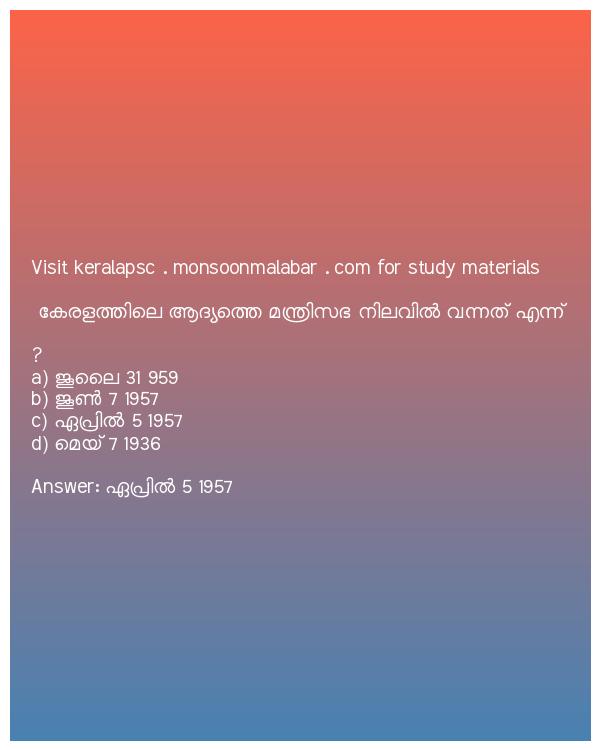 Visit keralapsc . monsoonmalabar . com for study materials
കേരളത്തിലെ ആദ്യത്തെ മന്ത്രിസഭ നിലവിൽ വന്നത് എന്ന്
?
a) ജൂലൈ 31 959
b) ജൂൺ 7 1957
c) ഏപ്രിൽ 5 1957
d) മെയ് 7 1936
Answer: ഏപ്രിൽ 5 1957